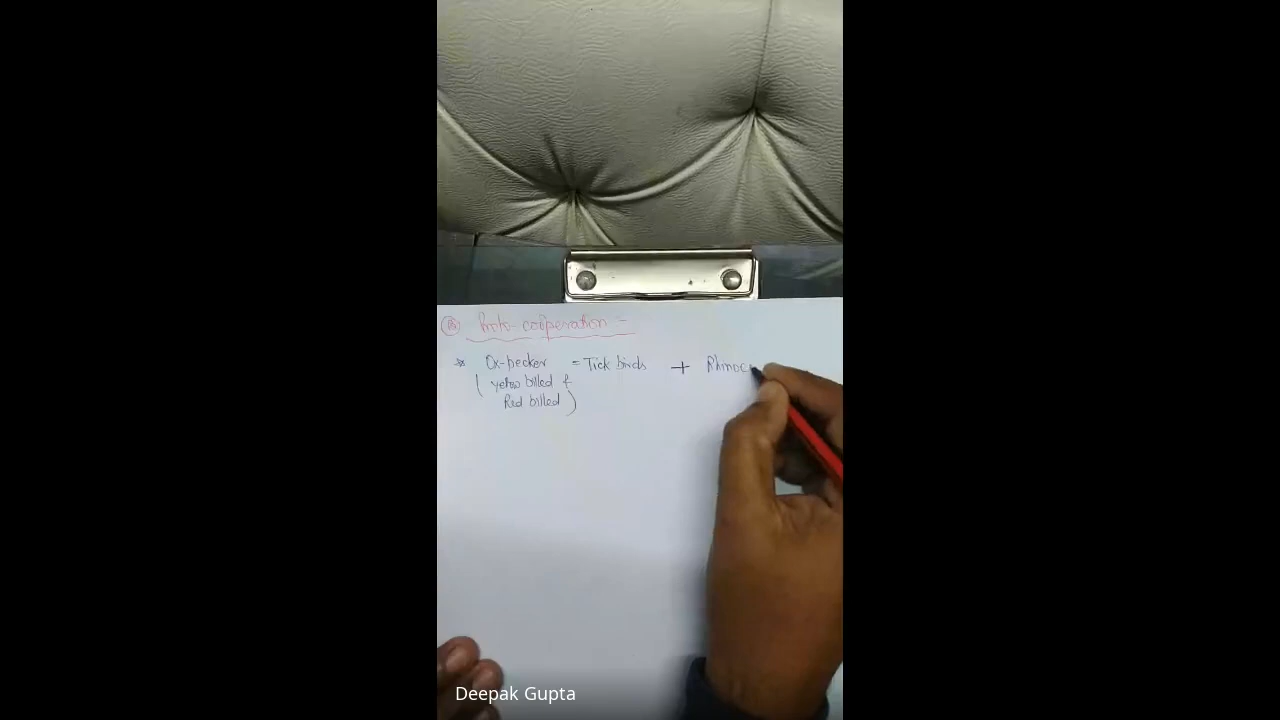 Proto-cooperation :-
* Ox-pecker = Tick birds + Rhinoc
( yellow billed &
Red billed )
Deepak Gupta